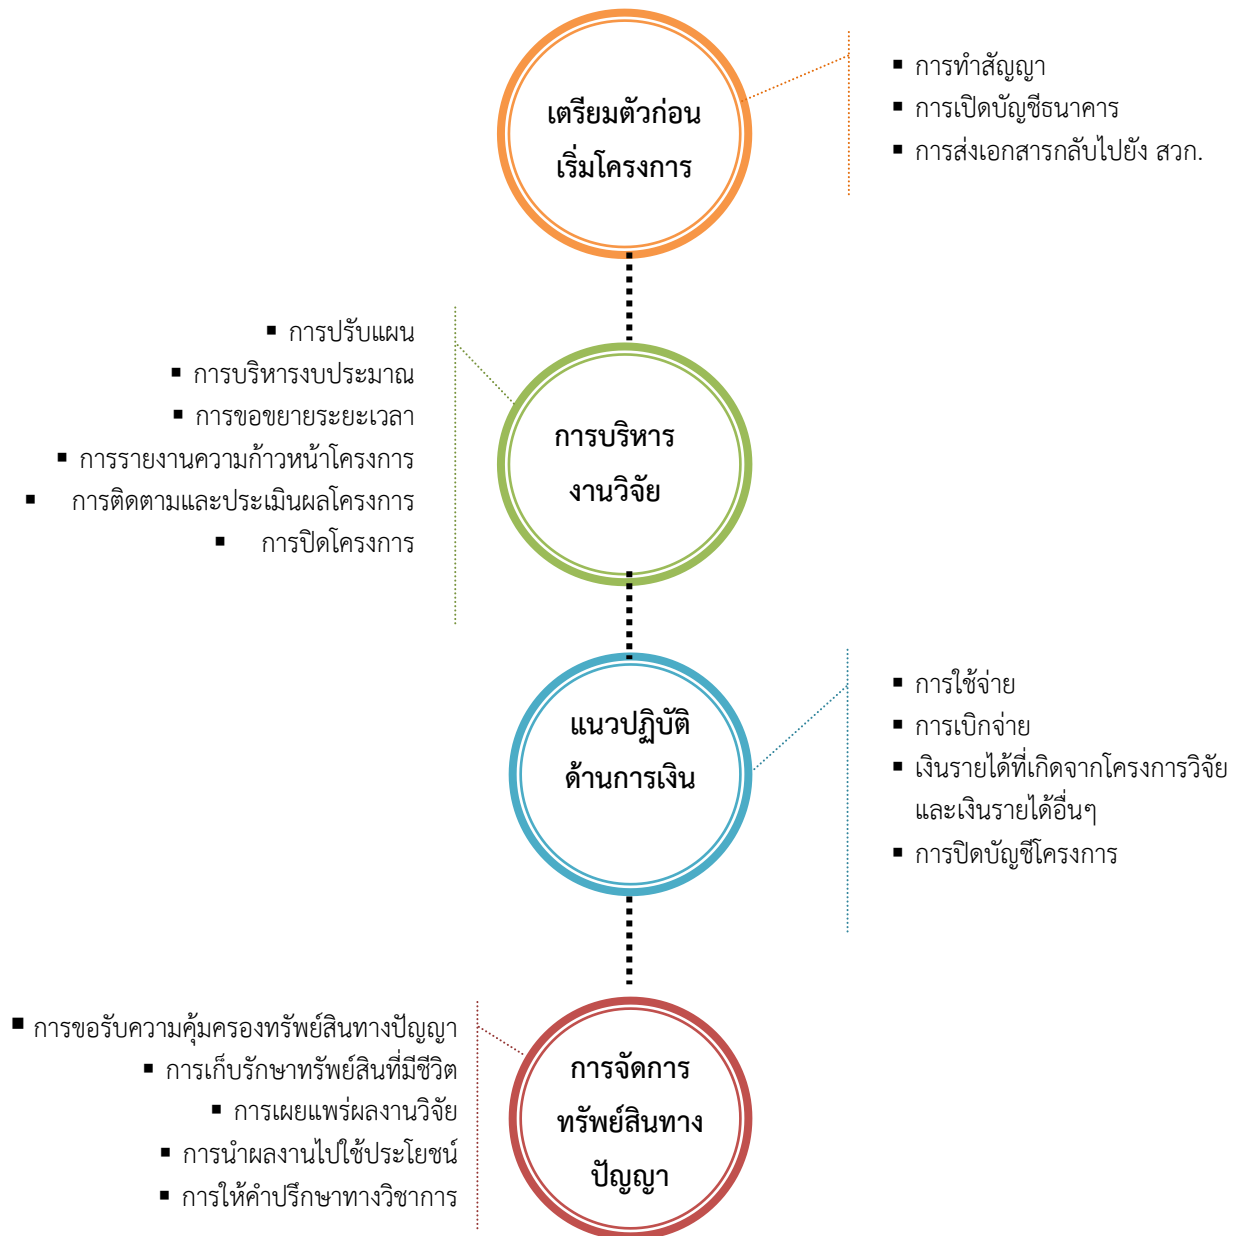 เตรียมตัวก่อน
เริ่มโครงการ
▪ การทำสัญญา
▪ การเปิดบัญชีธนาคาร
▪ การส่งเอกสารกลับไปยัง สวก.
▪ การปรับแผน
▪ การบริหารงบประมาณ
▪ การขอขยายระยะเวลา
▪ การรายงานความก้าวหน้าโครงการ
▪ การติดตามและประเมินผลโครงการ
▪ การปิดโครงการ
การบริหาร
งานวิจัย
แนวปฏิบัติ
ด้านการเงิน
▪ การใช้จ่าย
▪ การเบิกจ่าย
▪ เงินรายได้ที่เกิดจากโครงการวิจัย
และเงินรายได้อื่นๆ
▪ การปิดบัญชีโครงการ
▪ การขอรับความคุ้มครองทรัพย์สินทางปัญญา
▪ การเก็บรักษาทรัพย์สินที่มีชีวิต
▪ การเผยแพร่ผลงานวิจัย
▪ การนำผลงานไปใช้ประโยชน์
▪ การให้คำปรึกษาทางวิชาการ
การจัดการ
ทรัพย์สินทาง
ปัญญา